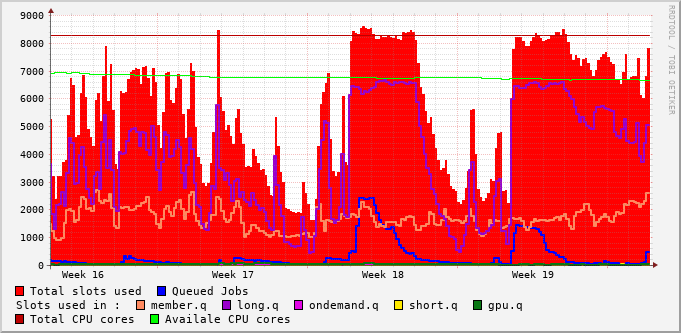 9000
8000
7000
6000
5000
4000
3000
2000
1000
0
Week 16 Week 17 Week 18 Week 19
RRDTOOL / TOBI OETIKER
Total slots used Queued Jobs
Slots used in : member.q long.q ondemand.q short.q gpu.q
Total CPU cores Availale CPU cores